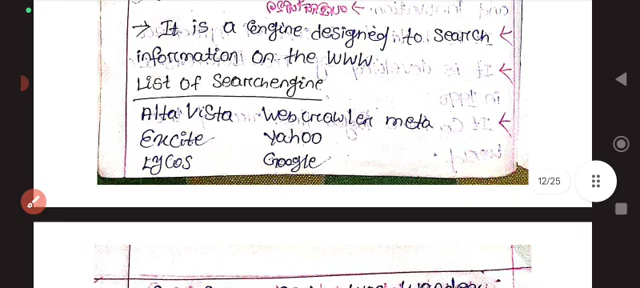 → It is a engine designed to search
information on the WWW
List of Searchengine
Alta Vista Webcrawler meta
Excite Yahoo
Lycos Google
12/25